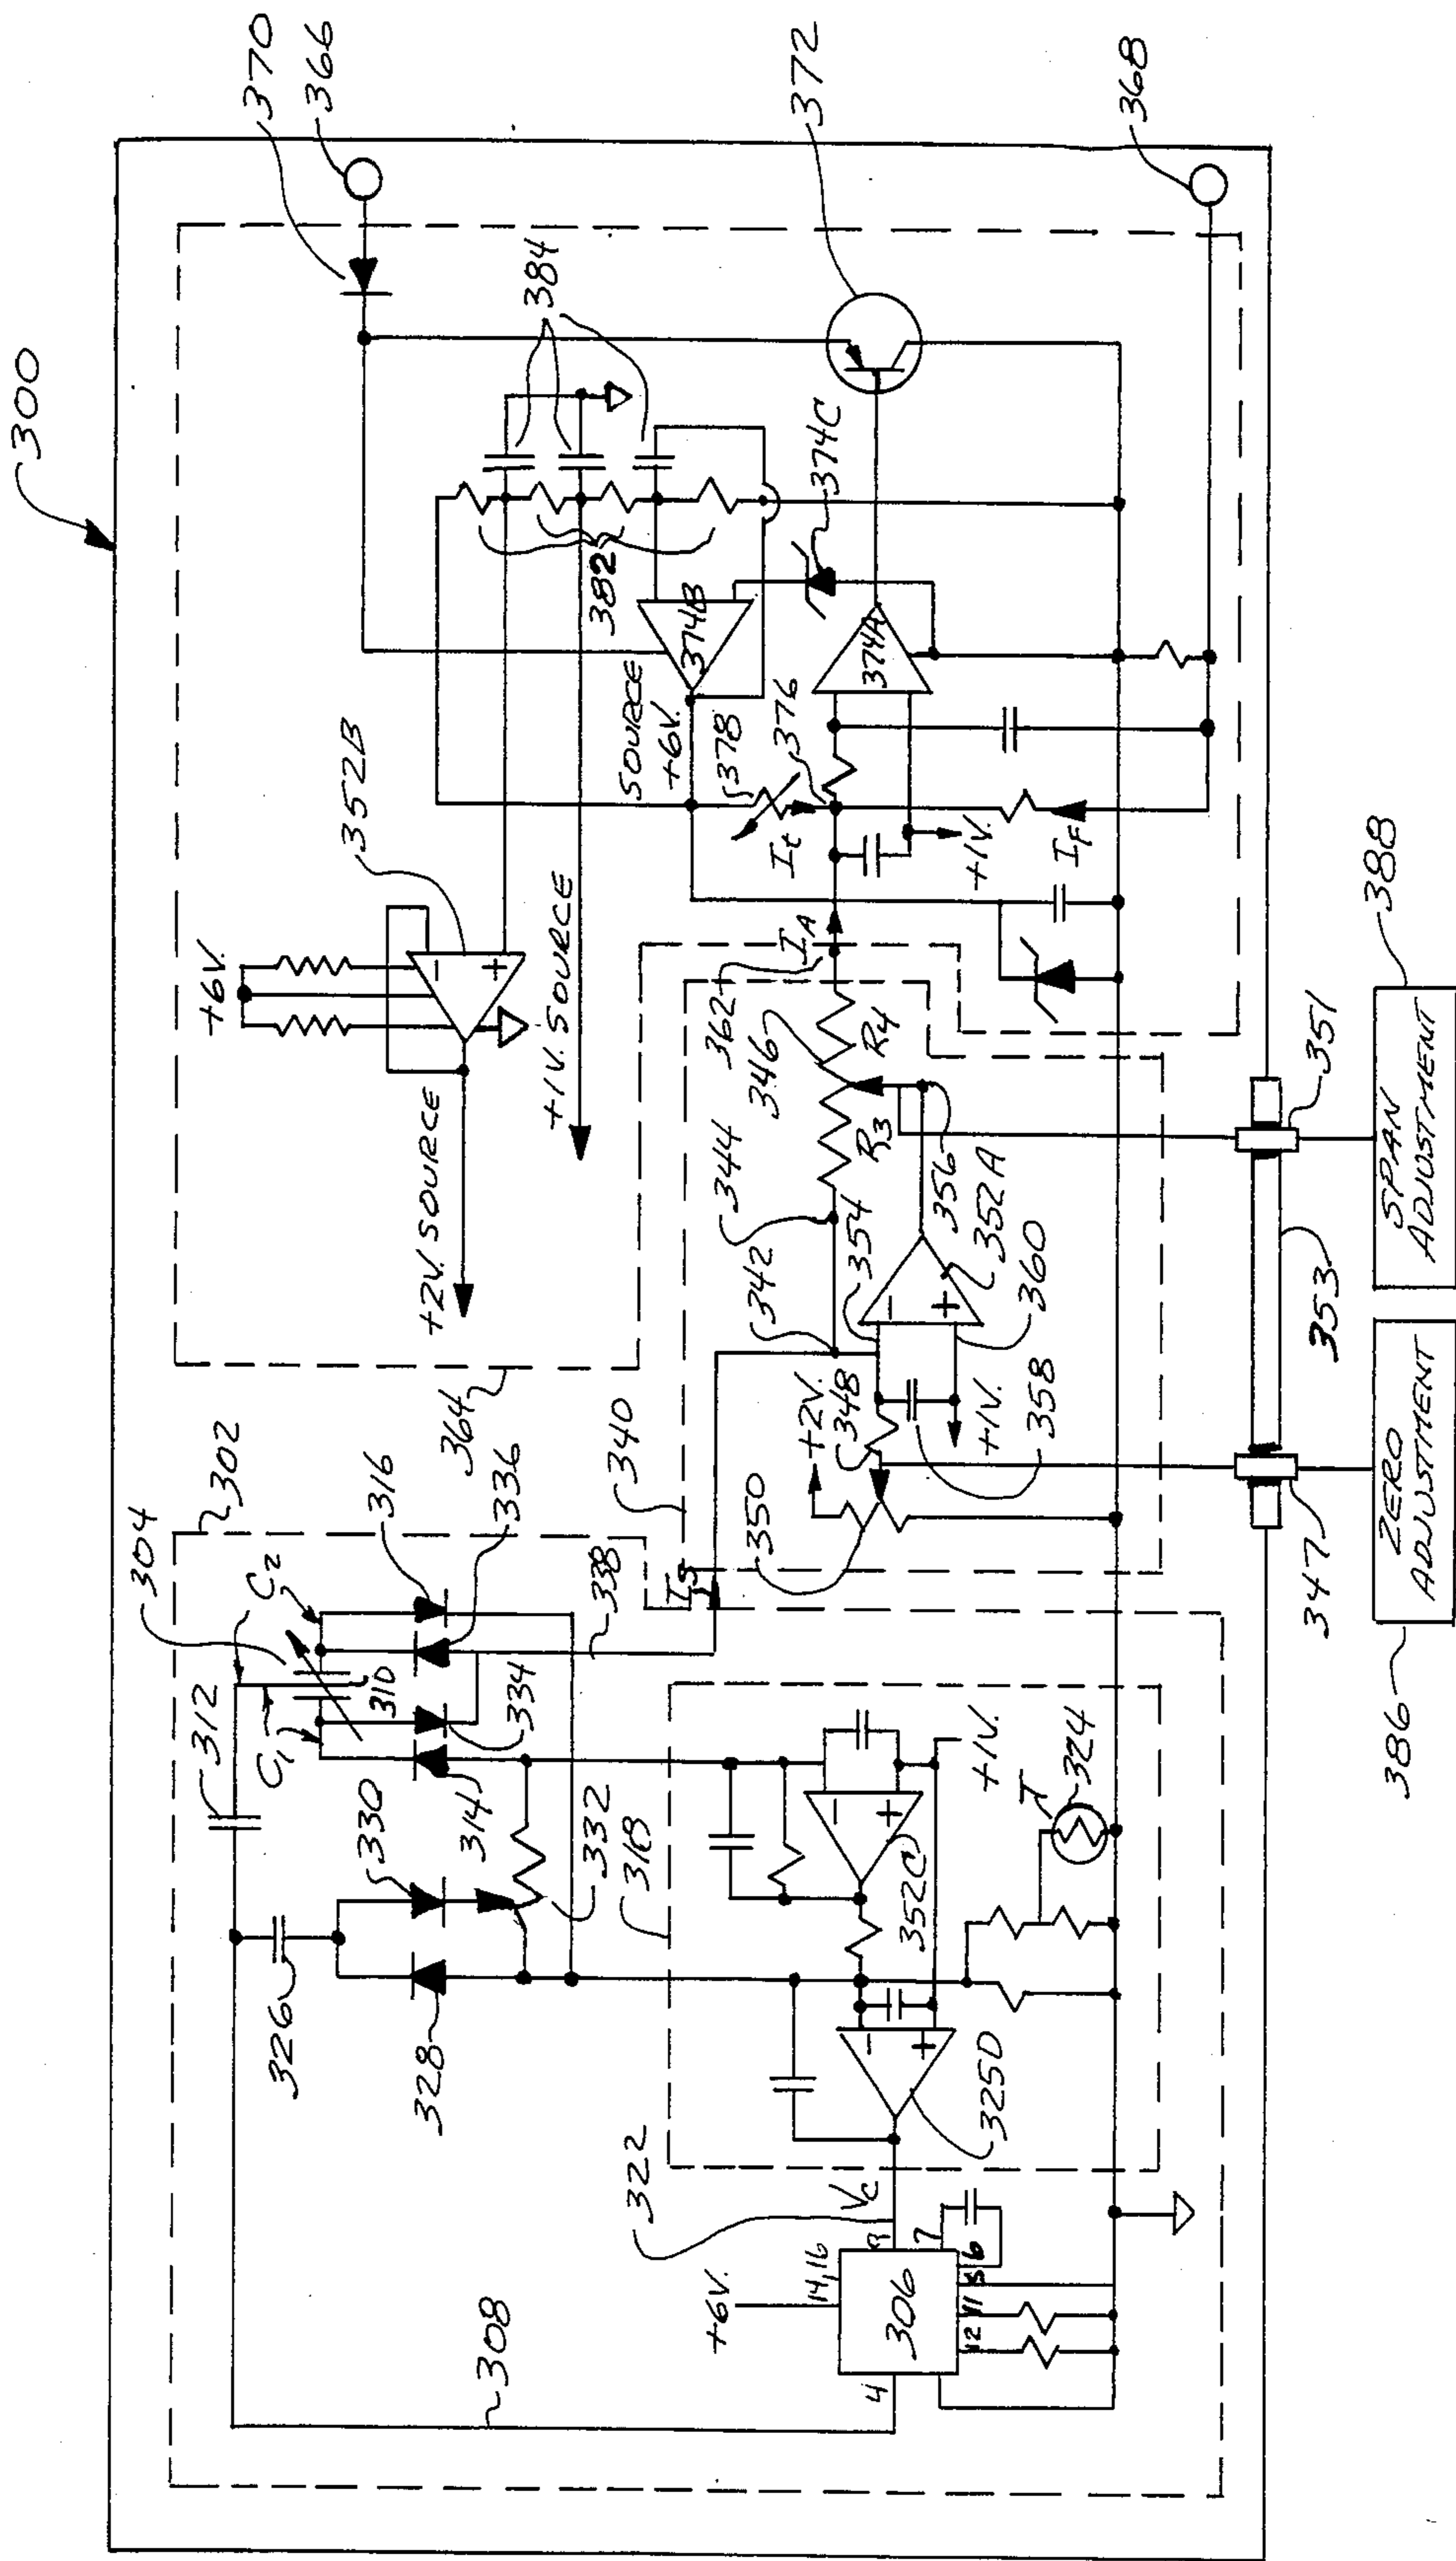 300
370
366
372
368
384
382
374B
374C
374A
SOURCE
+6V.
378
376
It
IF
+1V.
352B
+6V.
+2V. SOURCE
+1V. SOURCE
364
362
IA
346
R4
344
R3
342
354
356
352A
360
348
+2V.
350
358
+1V.
340
351
353
347
SPAN
ADJUSTMENT
388
ZERO
ADJUSTMENT
386
302
304
316
336
C2
338
IS
312
C1
310
334
330
314
332
318
326
328
352C
+1V.
T
324
325D
322
VC
308
+6V.
14,16
9
7
6
306
5
11
12
4